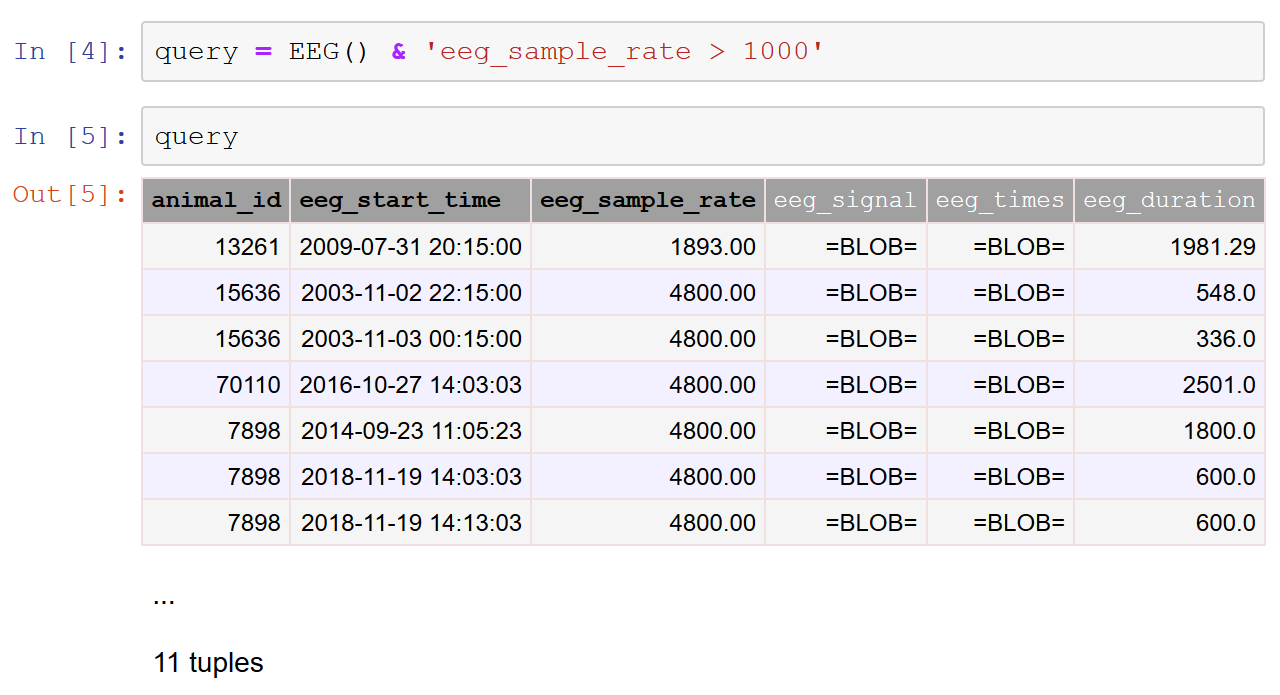 In [4]: query = EEG() & 'eeg_sample_rate > 1000'
In [5]: query
Out[5]: animal_id eeg_start_time eeg_sample_rate eeg_signal eeg_times eeg_duration
13261 2009-07-31 20:15:00 1893.00 =BLOB= =BLOB= 1981.29
15636 2003-11-02 22:15:00 4800.00 =BLOB= =BLOB= 548.0
15636 2003-11-03 00:15:00 4800.00 =BLOB= =BLOB= 336.0
70110 2016-10-27 14:03:03 4800.00 =BLOB= =BLOB= 2501.0
7898 2014-09-23 11:05:23 4800.00 =BLOB= =BLOB= 1800.0
7898 2018-11-19 14:03:03 4800.00 =BLOB= =BLOB= 600.0
7898 2018-11-19 14:13:03 4800.00 =BLOB= =BLOB= 600.0
...
11 tuples